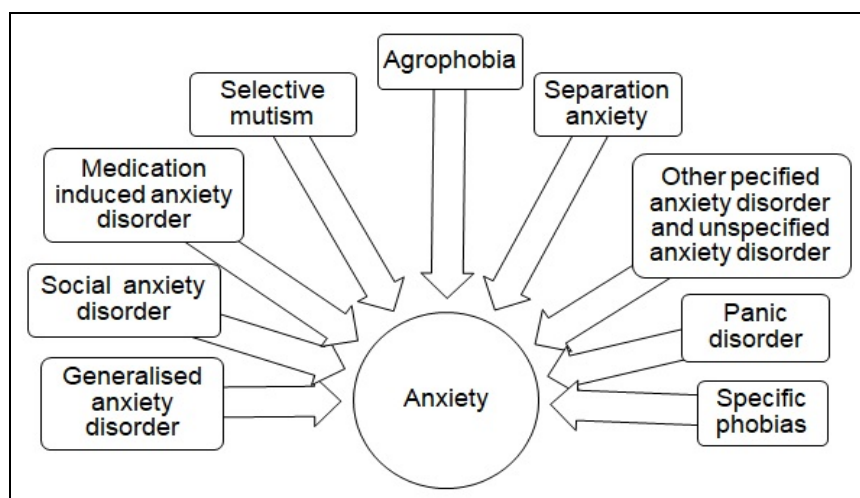 Agrophobia
Selective
mutism
Separation
anxiety
Medication
induced anxiety
disorder
Other pecified
anxiety disorder
and unspecified
anxiety disorder
Social anxiety
disorder
Panic
disorder
Generalised
anxiety
disorder
Anxiety
Specific
phobias